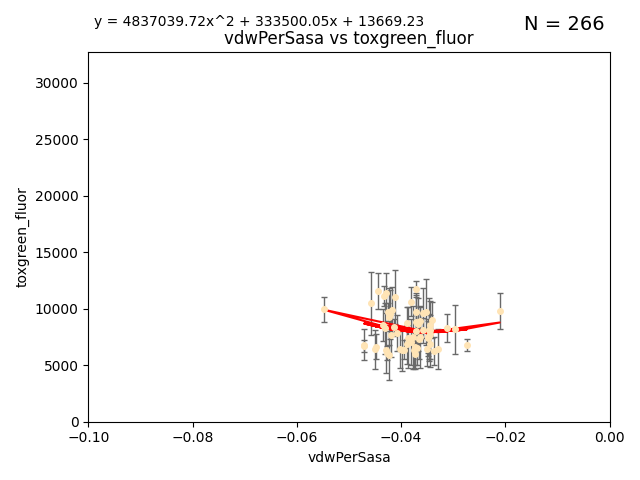 y = 4837039.72x^2 + 333500.05x + 13669.23
N = 266
vdwPerSasa vs toxgreen_fluor
30000
25000
20000
15000
10000
5000
0
toxgreen_fluor
−0.10 −0.08 −0.06 −0.04 −0.02 0.00
vdwPerSasa